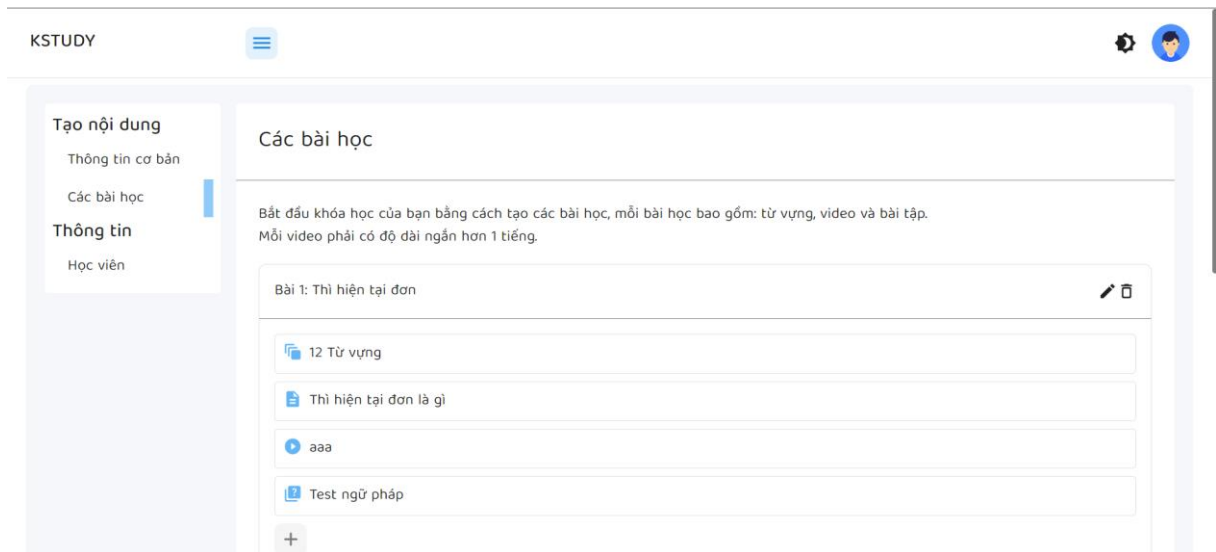 KSTUDY
Tạo nội dung
Thông tin cơ bản
Các bài học
Thông tin
Học viên
Các bài học
Bắt đầu khóa học của bạn bằng cách tạo các bài học, mỗi bài học bao gồm: từ vựng, video và bài tập.
Mỗi video phải có độ dài ngắn hơn 1 tiếng.
Bài 1: Thì hiện tại đơn
12 Từ vựng
Thì hiện tại đơn là gì
aaa
Test ngữ pháp